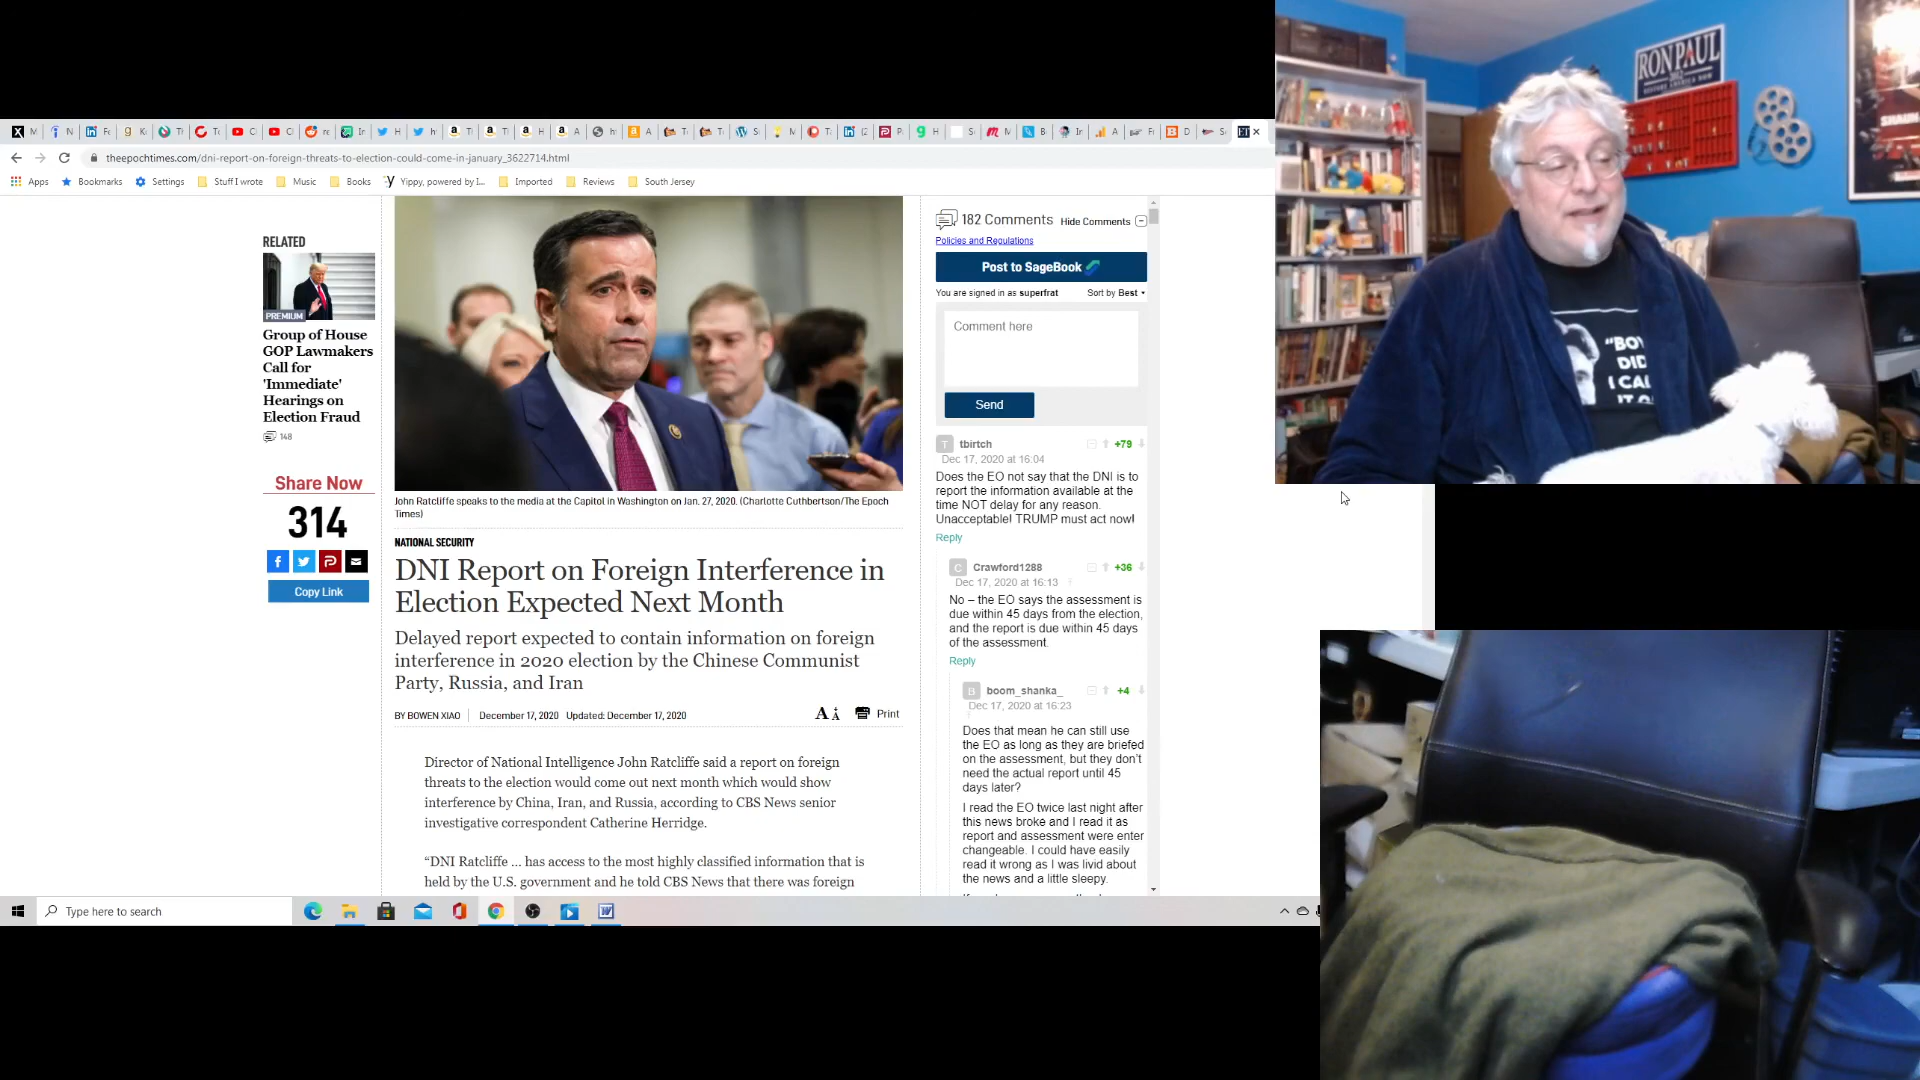 theepochtimes.com/dni-report-on-foreign-threats-to-election-could-come-in-january_3622714.html
Apps
Bookmarks
Settings
Stuff I wrote
Music
Books
Yippy, powered by I...
Imported
Reviews
South Jersey
RELATED
PREMIUM
Group of House
GOP Lawmakers
Call for
'Immediate'
Hearings on
Election Fraud
148
Share Now
314
Copy Link
John Ratcliffe speaks to the media at the Capitol in Washington on Jan. 27, 2020. (Charlotte Cuthbertson/The Epoch
Times)
NATIONAL SECURITY
DNI Report on Foreign Interference in
Election Expected Next Month
Delayed report expected to contain information on foreign
interference in 2020 election by the Chinese Communist
Party, Russia, and Iran
BY BOWEN XIAO
December 17, 2020 Updated: December 17, 2020
A A
Print
Director of National Intelligence John Ratcliffe said a report on foreign
threats to the election would come out next month which would show
interference by China, Iran, and Russia, according to CBS News senior
investigative correspondent Catherine Herridge.
“DNI Ratcliffe ... has access to the most highly classified information that is
held by the U.S. government and he told CBS News that there was foreign
182 Comments Hide Comments
Policies and Regulations
Post to SageBook
You are signed in as superfrat Sort by Best
Comment here
Send
T tbirtch +79
Dec 17, 2020 at 16:04
Does the EO not say that the DNI is to
report the information available at the
time NOT delay for any reason.
Unacceptable! TRUMP must act now!
Reply
C Crawford1288 +36
Dec 17, 2020 at 16:13
No – the EO says the assessment is
due within 45 days from the election,
and the report is due within 45 days
of the assessment.
Reply
B boom_shanka_ +4
Dec 17, 2020 at 16:23
Does that mean he can still use
the EO as long as they are briefed
on the assessment, but they don't
need the actual report until 45
days later?
I read the EO twice last night after
this news broke and I read it as
report and assessment were enter
changeable. I could have easily
read it wrong as I was livid about
the news and a little sleepy.
Type here to search
RON PAUL
2012
"BOY
DID
I CAL
IT O
SHAUN